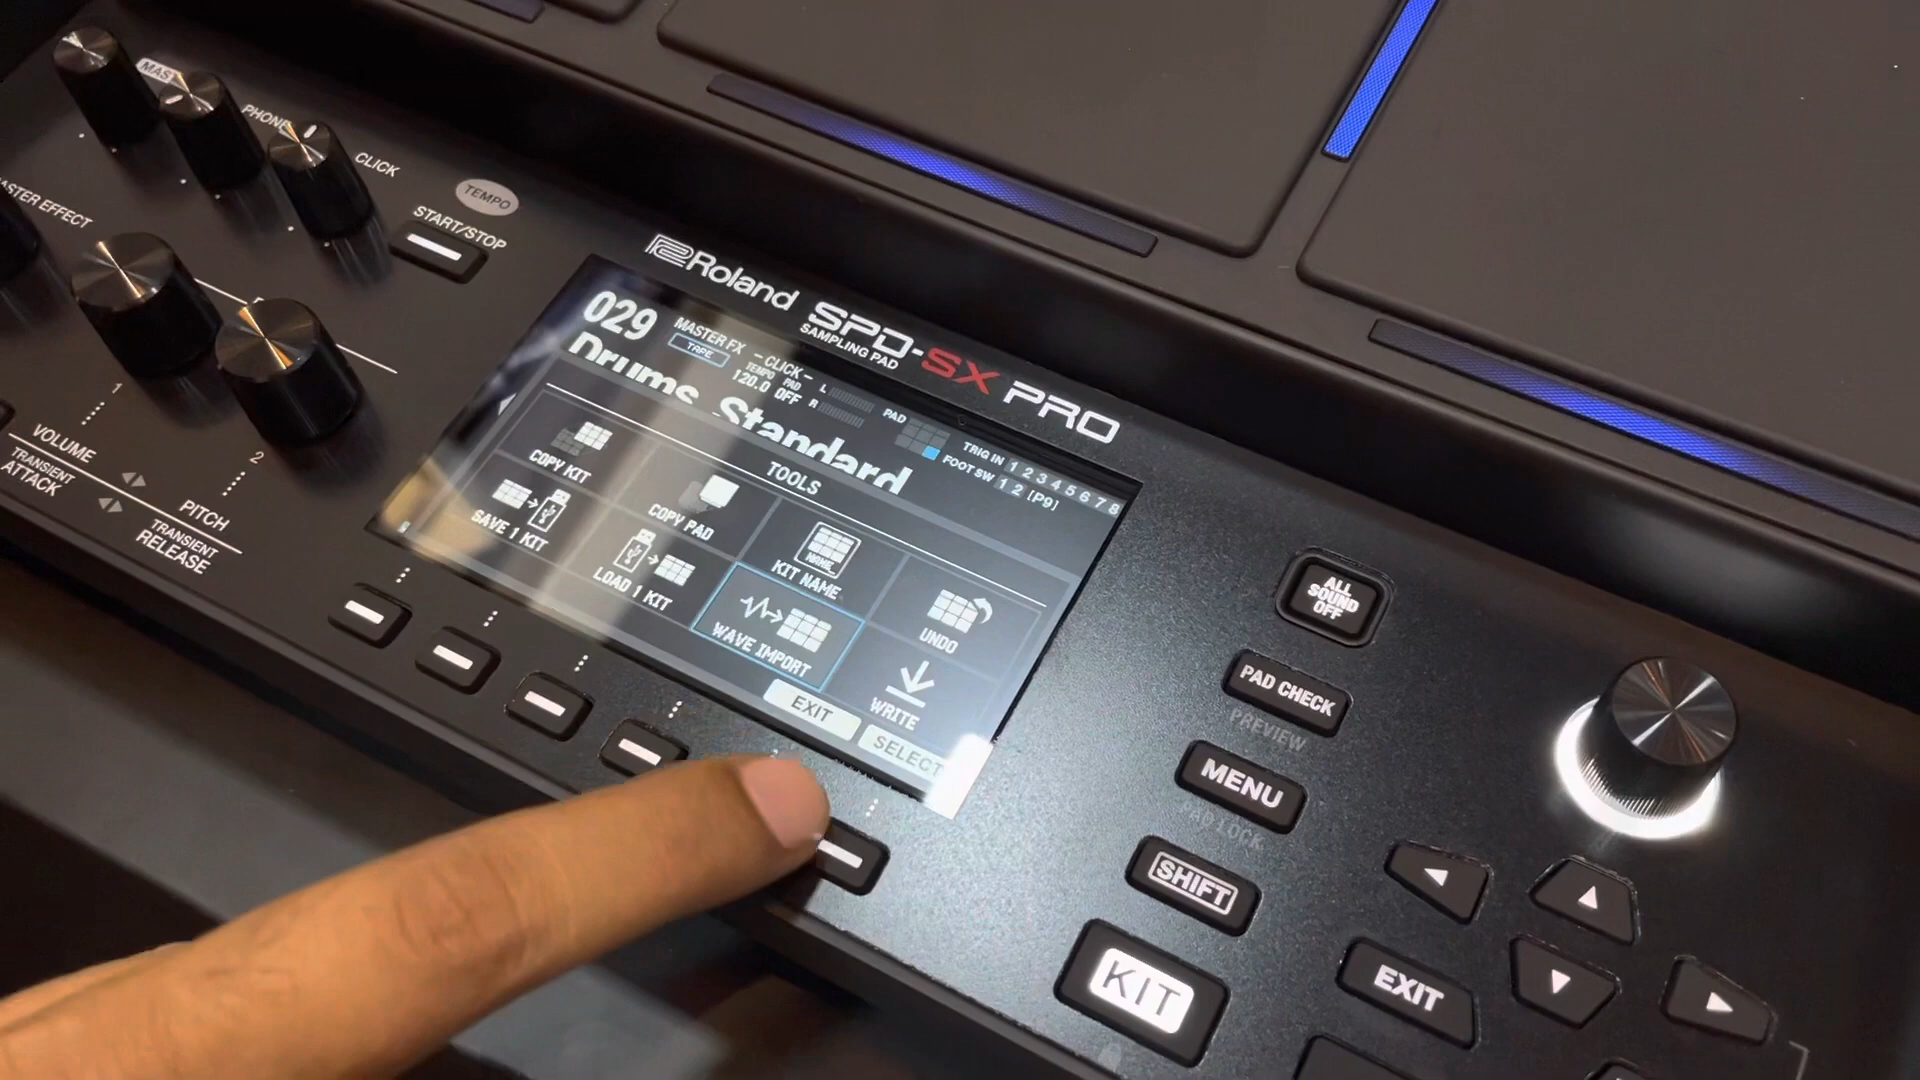 MAS
PHONE
CLICK
TEMPO
START/STOP
MASTER EFFECT
1
2
VOLUME
TRANSIENT
ATTACK
PITCH
TRANSIENT
RELEASE
Roland
SPD-SX PRO
SAMPLING PAD
029
Drums Standard
MASTER FX
TAPE
-CLICK-
TEMPO PAD
120.0 OFF
L
R
PAD
TRIG IN 1 2 3 4 5 6 7 8
FOOT SW 1 2 [P9]
TOOLS
COPY KIT
COPY PAD
NAME_
KIT NAME
UNDO
SAVE 1 KIT
LOAD 1 KIT
WAVE IMPORT
WRITE
EXIT
SELECT
ALL
SOUND
OFF
PAD CHECK
PREVIEW
MENU
PAD LOCK
SHIFT
KIT
EXIT